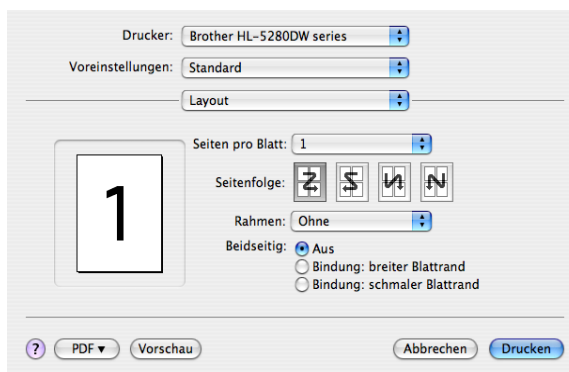 Drucker: Brother HL-5280DW series
Voreinstellungen: Standard
Layout
Seiten pro Blatt: 1
1
Seitenfolge:
Rahmen: Ohne
Beidseitig: Aus
Bindung: breiter Blattrand
Bindung: schmaler Blattrand
? PDF ▼ Vorschau Abbrechen Drucken